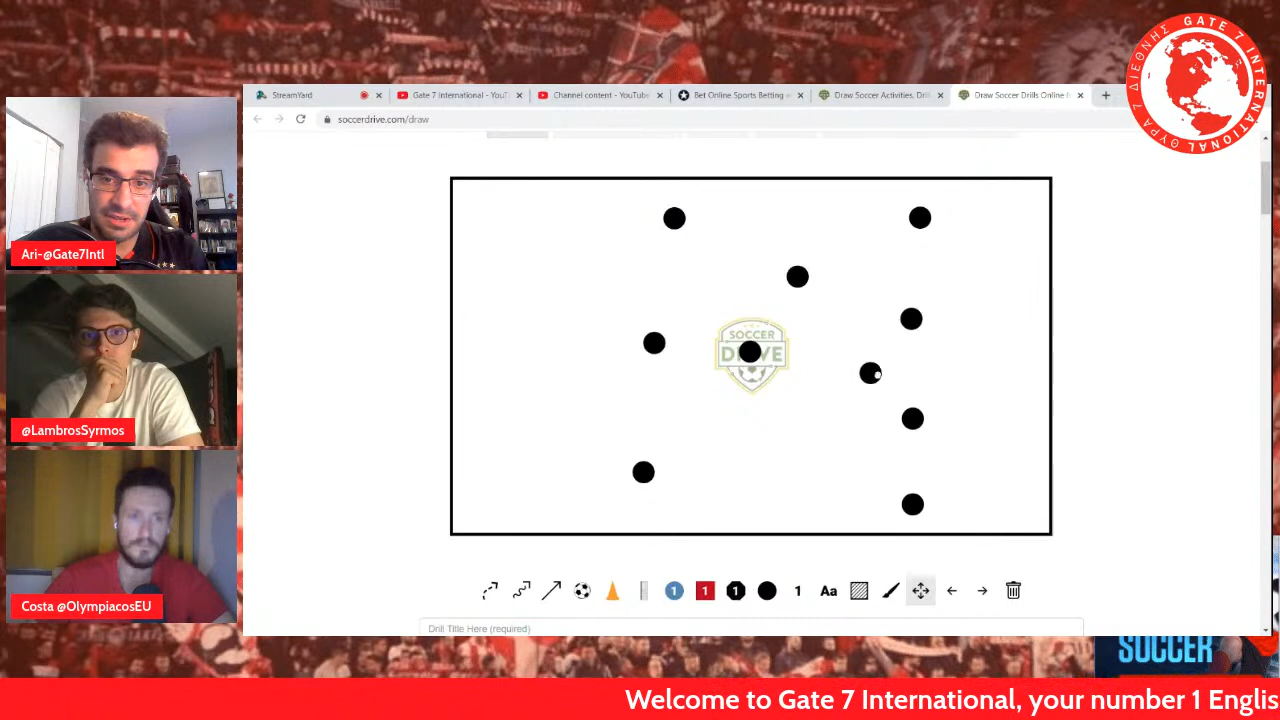 ΔΙΕΘΝΗΣ GATE 7 INTERNATIONAL ΘΥΡΑ 7
StreamYard
Gate 7 International - YouT
Channel content - YouTube
Bet Online Sports Betting
Draw Soccer Activities, Dril
Draw Soccer Drills Online
soccerdrive.com/draw
Ari-@Gate7Intl
@LambrosSyrmos
Costa @OlympiacosEU
SOCCER
DRIVE
1
1
1
1
Aa
Drill Title Here (required)
SOCCER
Welcome to Gate 7 International, your number 1 Englis